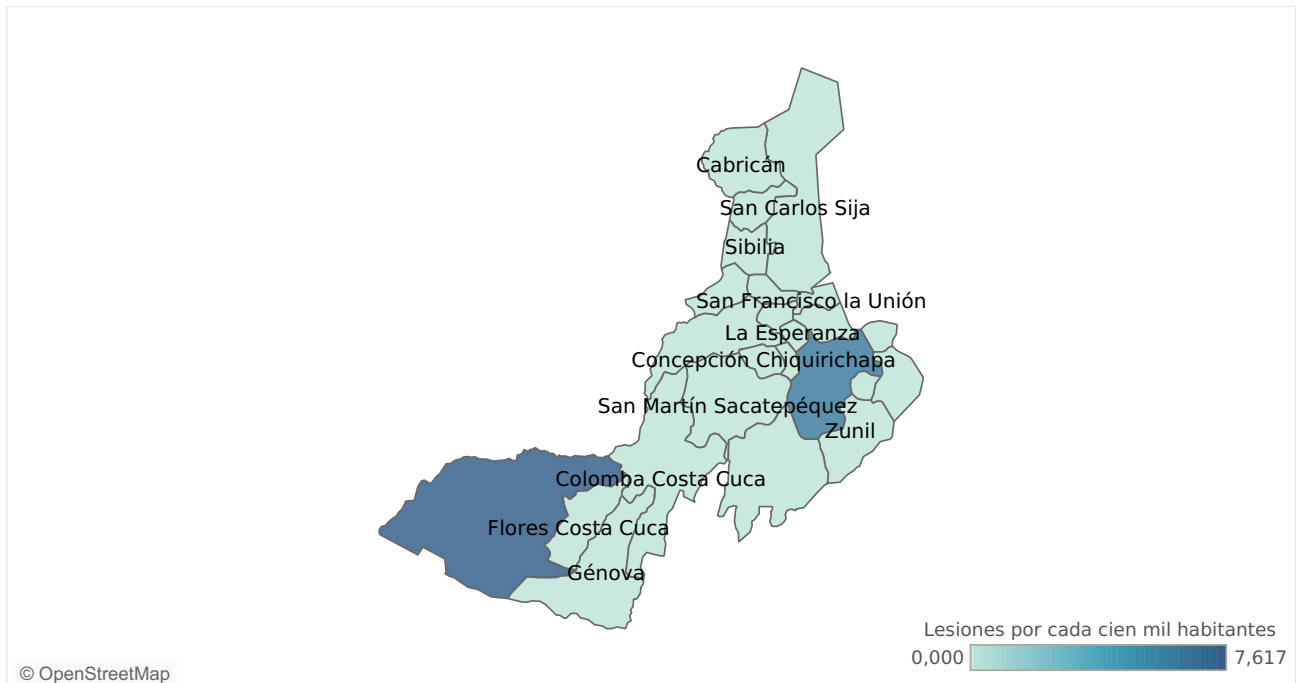 Cabricán
San Carlos Sija
Sibilia
San Francisco la Unión
La Esperanza
Concepción Chiquirichapa
San Martín Sacatepéquez
Zunil
Colomba Costa Cuca
Flores Costa Cuca
Génova
Lesiones por cada cien mil habitantes
0,000 7,617
© OpenStreetMap